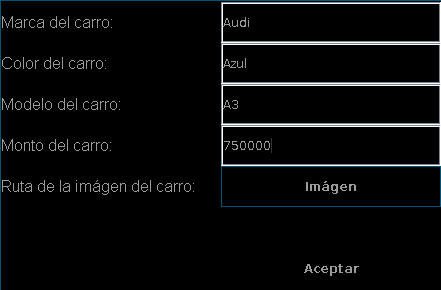 Marca del carro: Audi
Color del carro: Azul
Modelo del carro: A3
Monto del carro: 750000
Ruta de la imágen del carro: Imágen
Aceptar